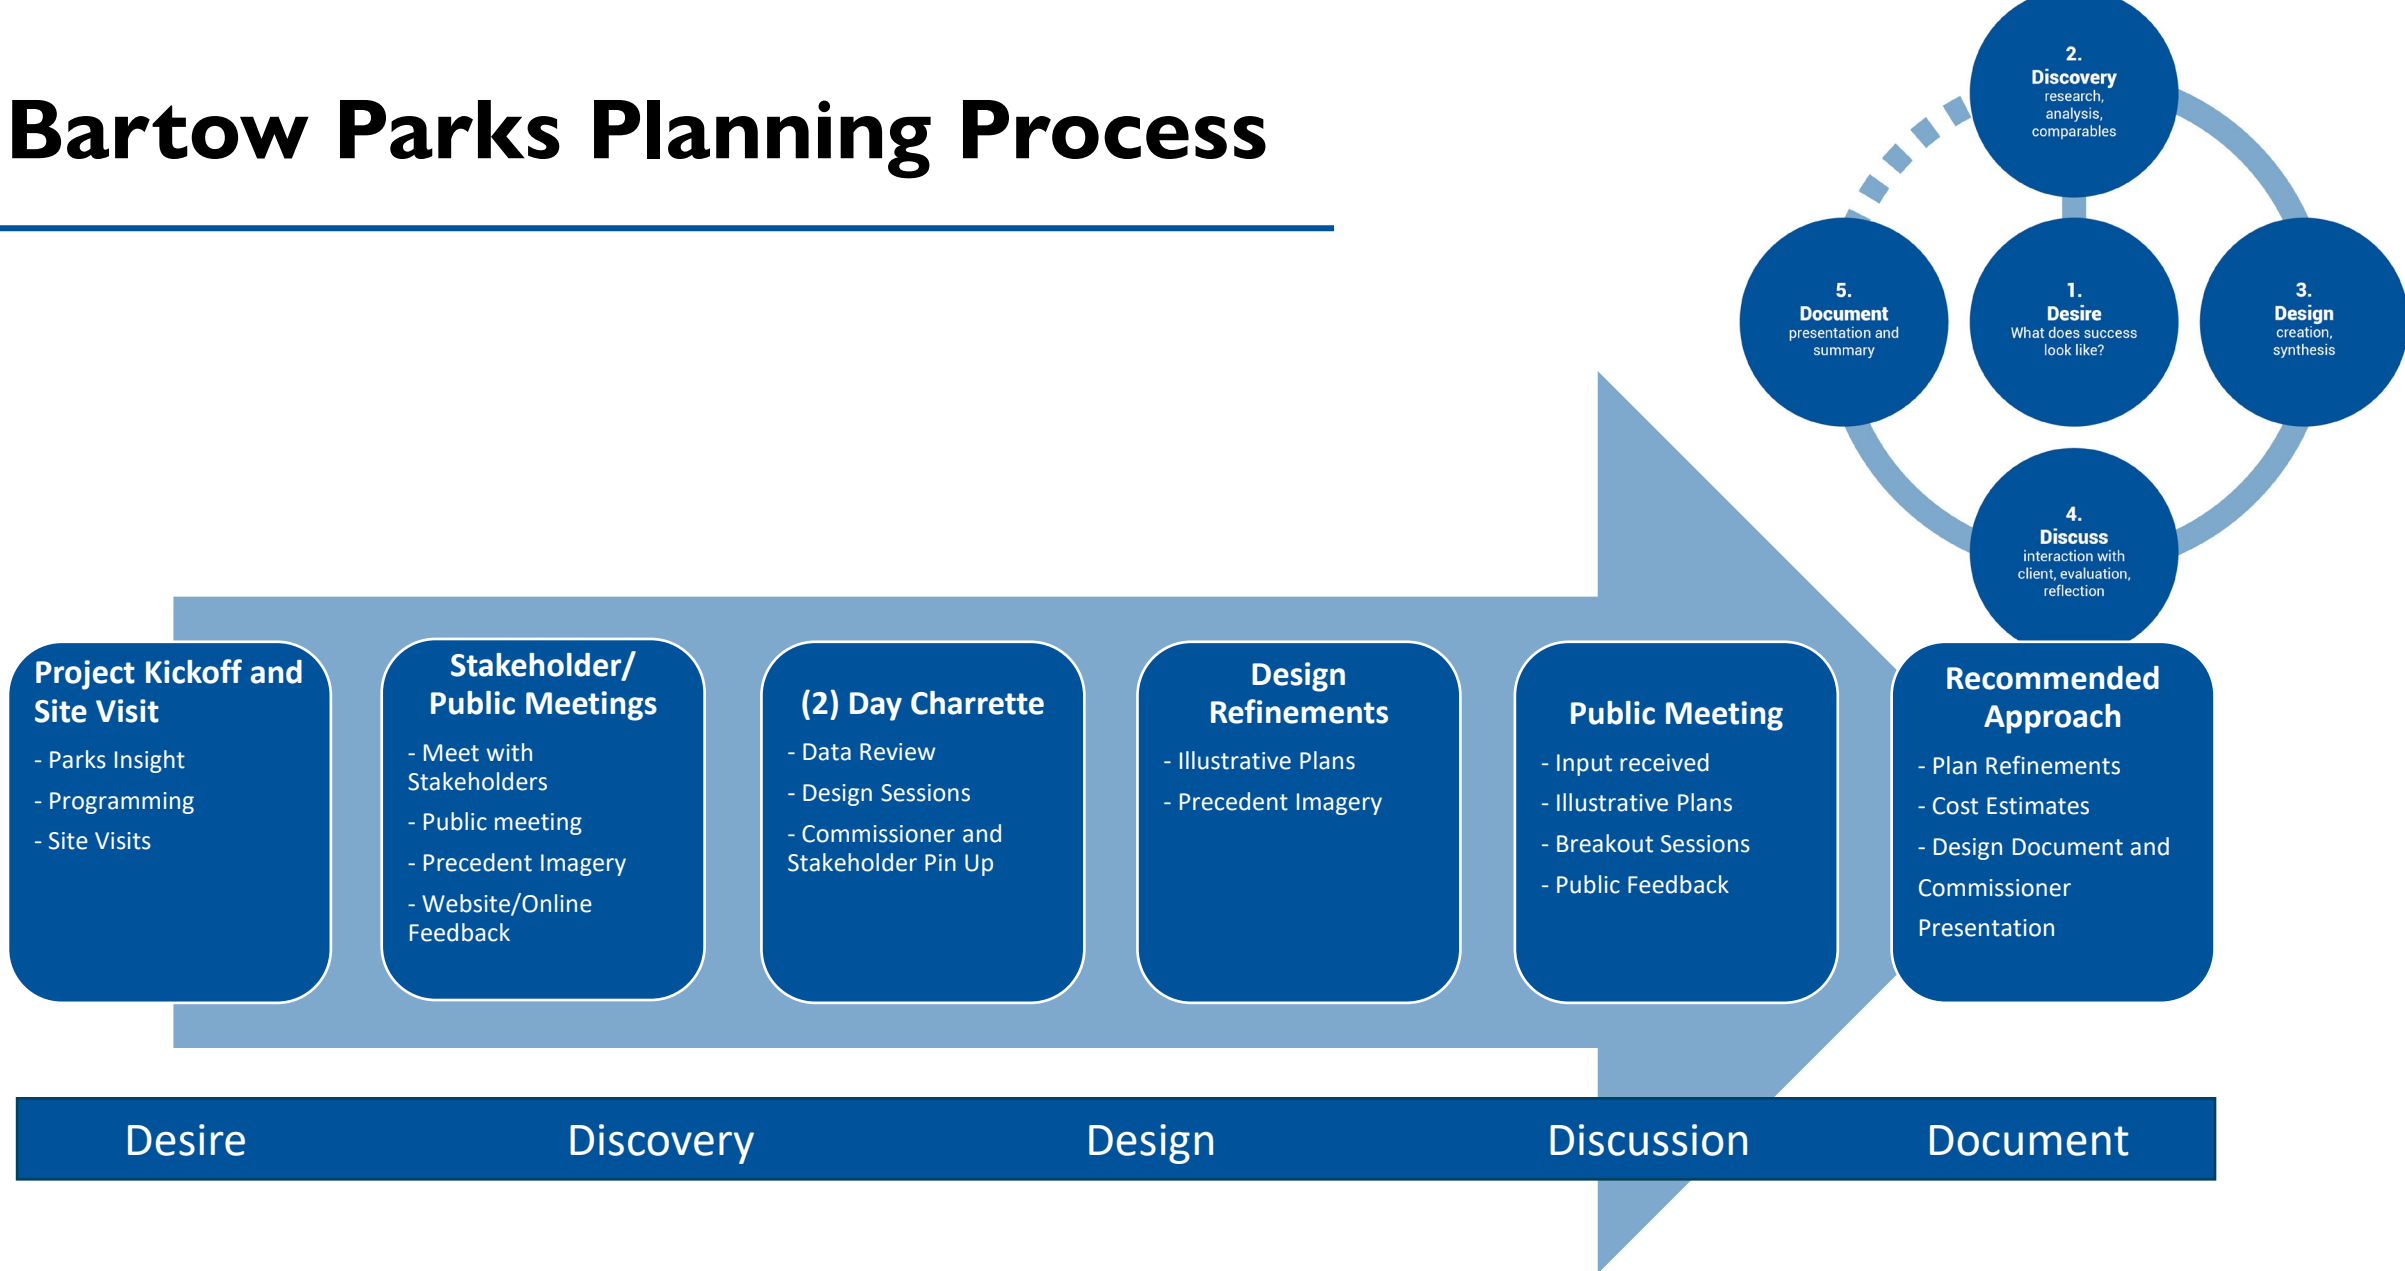 Bartow Parks Planning Process
2.
Discovery
research,
analysis,
comparables
5.
Document
presentation and
summary
1.
Desire
What does success
look like?
3.
Design
creation,
synthesis
4.
Discuss
interaction with
client, evaluation,
reflection
Project Kickoff and
Site Visit
- Parks Insight
- Programming
- Site Visits
Stakeholder/
Public Meetings
- Meet with
Stakeholders
- Public meeting
- Precedent Imagery
- Website/Online
Feedback
(2) Day Charrette
- Data Review
- Design Sessions
- Commissioner and
Stakeholder Pin Up
Design
Refinements
- Illustrative Plans
- Precedent Imagery
Public Meeting
- Input received
- Illustrative Plans
- Breakout Sessions
- Public Feedback
Recommended
Approach
- Plan Refinements
- Cost Estimates
- Design Document and
Commissioner
Presentation
Desire
Discovery
Design
Discussion
Document